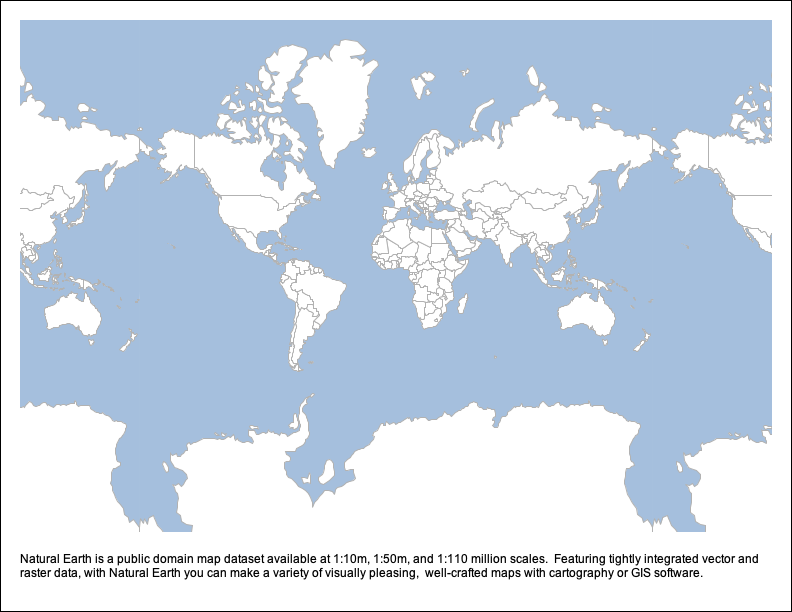 Natural Earth is a public domain map dataset available at 1:10m, 1:50m, and 1:110 million scales.  Featuring tightly integrated vector and
raster data, with Natural Earth you can make a variety of visually pleasing,  well-crafted maps with cartography or GIS software.